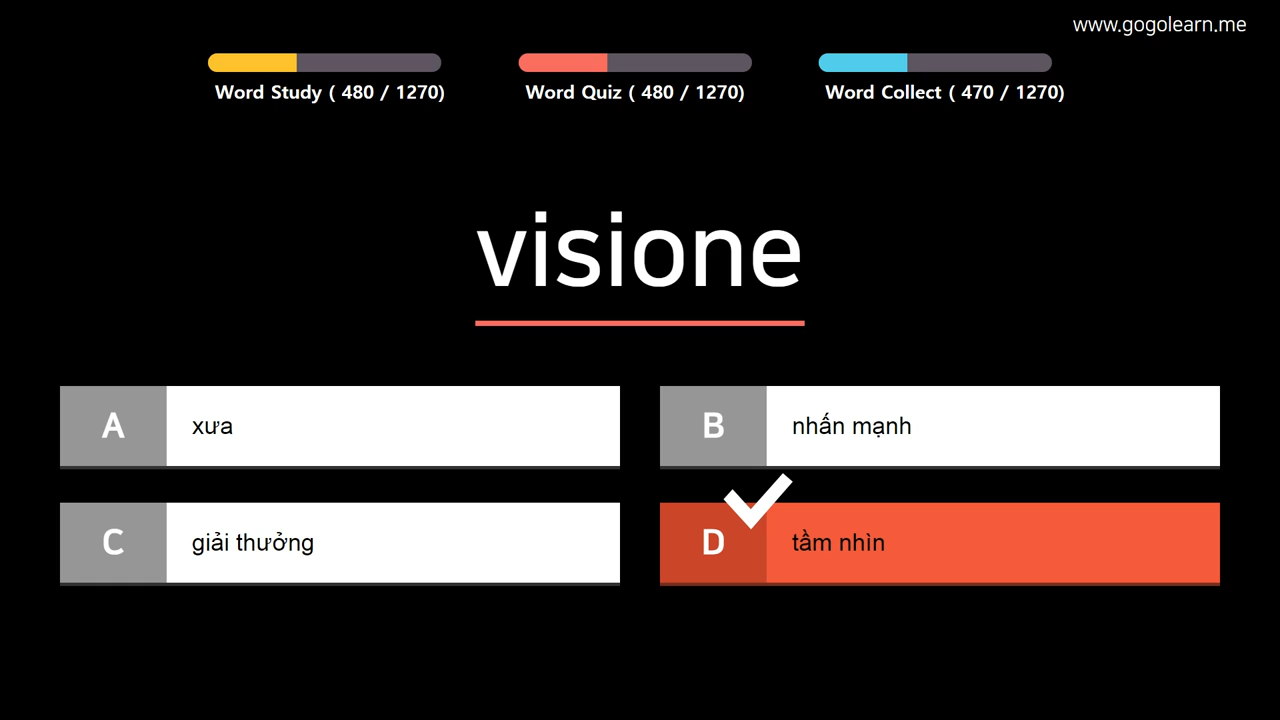 www.gogolearn.me
Word Study ( 480 / 1270)
Word Quiz ( 480 / 1270)
Word Collect ( 470 / 1270)
visione
A
xưa
B
nhấn mạnh
C
giải thưởng
D
tầm nhìn